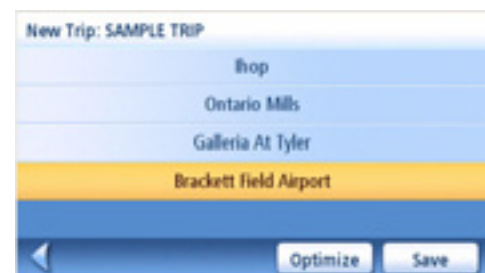 New Trip: SAMPLE TRIP
Ihop
Ontario Mills
Galleria At Tyler
Brackett Field Airport
Optimize Save